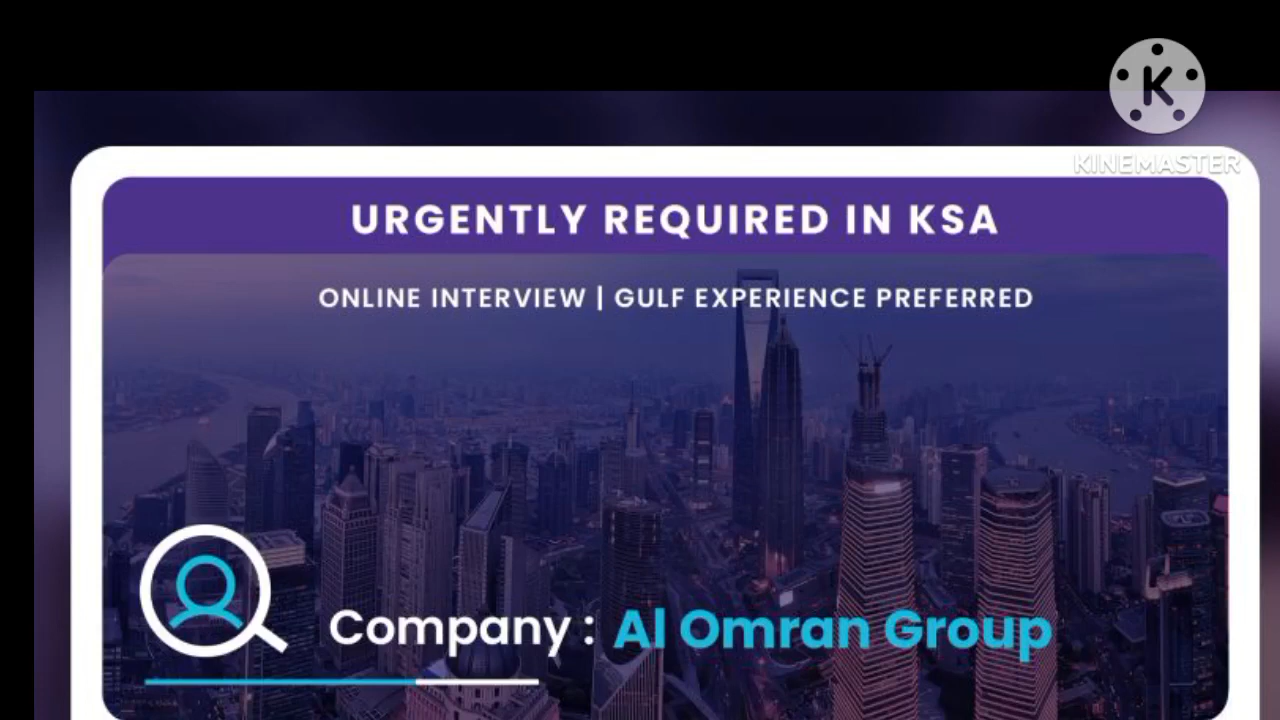 K
KINEMASTER
URGENTLY REQUIRED IN KSA
ONLINE INTERVIEW | GULF EXPERIENCE PREFERRED
Company : Al Omran Group